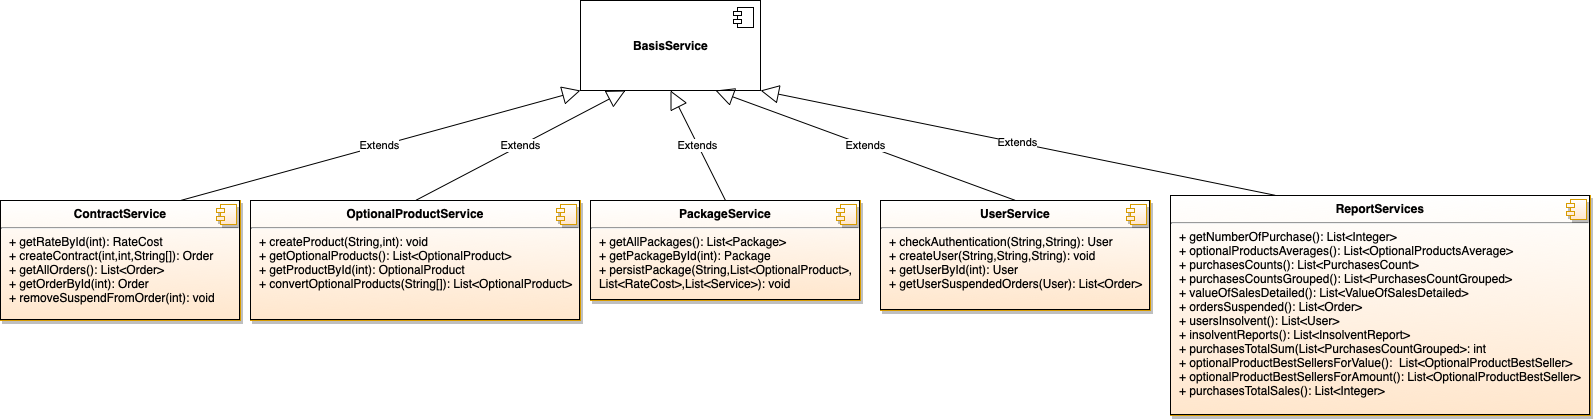 BasisService
Extends
Extends
Extends
Extends
Extends
ContractService
+ getRateById(int): RateCost
+ createContract(int,int,String[]): Order
+ getAllOrders(): List<Order>
+ getOrderById(int): Order
+ removeSuspendFromOrder(int): void
OptionalProductService
+ createProduct(String,int): void
+ getOptionalProducts(): List<OptionalProduct>
+ getProductById(int): OptionalProduct
+ convertOptionalProducts(String[]): List<OptionalProduct>
PackageService
+ getAllPackages(): List<Package>
+ getPackageById(int): Package
+ persistPackage(String,List<OptionalProduct>,
List<RateCost>,List<Service>): void
UserService
+ checkAuthentication(String,String): User
+ createUser(String,String,String): void
+ getUserById(int): User
+ getUserSuspendedOrders(User): List<Order>
ReportServices
+ getNumberOfPurchase(): List<Integer>
+ optionalProductsAverages(): List<OptionalProductsAverage>
+ purchasesCounts(): List<PurchasesCount>
+ purchasesCountsGrouped(): List<PurchasesCountGrouped>
+ valueOfSalesDetailed(): List<ValueOfSalesDetailed>
+ ordersSuspended(): List<Order>
+ usersInsolvent(): List<User>
+ insolventReports(): List<InsolventReport>
+ purchasesTotalSum(List<PurchasesCountGrouped>: int
+ optionalProductBestSellersForValue():  List<OptionalProductBestSeller>
+ optionalProductBestSellersForAmount(): List<OptionalProductBestSeller>
+ purchasesTotalSales(): List<Integer>